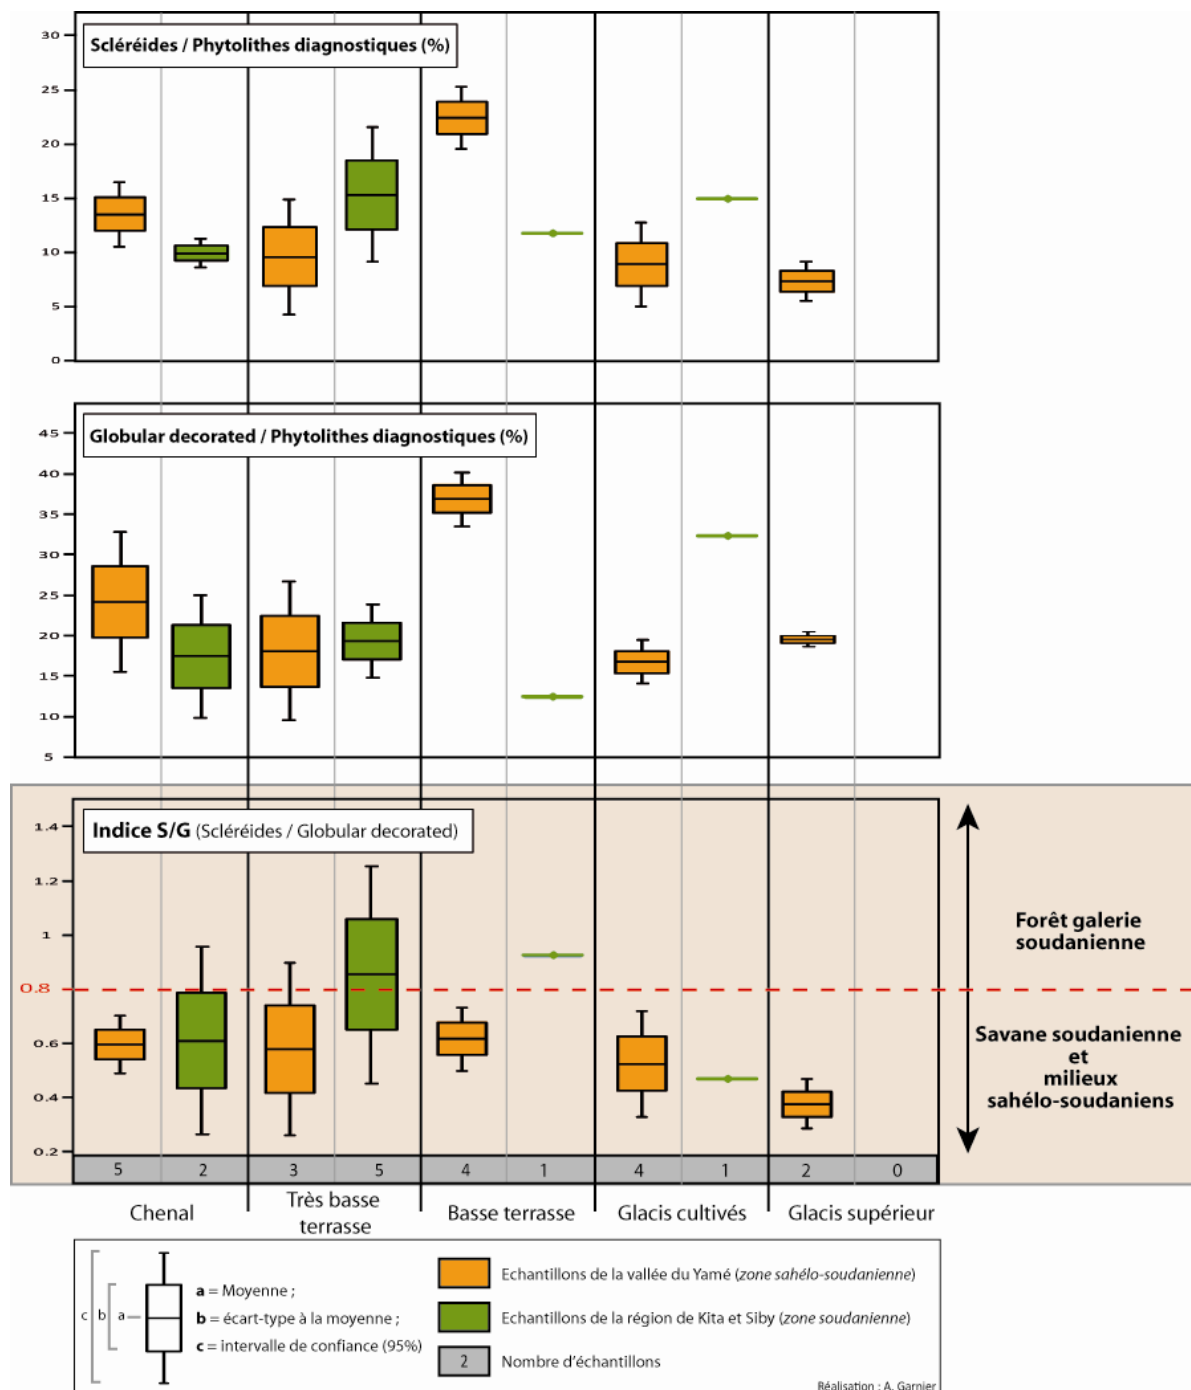 Scléréides / Phytolithes diagnostiques (%)
30
25
20
15
10
5
0
Globular decorated / Phytolithes diagnostiques (%)
45
40
35
30
25
20
15
10
5
Indice S/G (Scléréides / Globular decorated)
1.4
1.2
1
0.8
0.6
0.4
0.2
Forêt galerie
soudanienne
Savane soudanienne
et
milieux
sahélo-soudaniens
5 2 3 5 4 1 4 1 2 0
Chenal
Très basse
terrasse
Basse terrasse
Glacis cultivés
Glacis supérieur
c b a
a = Moyenne ;
b = écart-type à la moyenne ;
c = intervalle de confiance (95%)
Echantillons de la vallée du Yamé (zone sahélo-soudanienne)
Echantillons de la région de Kita et Siby (zone soudanienne)
2 Nombre d'échantillons
Réalisation : A. Garnier